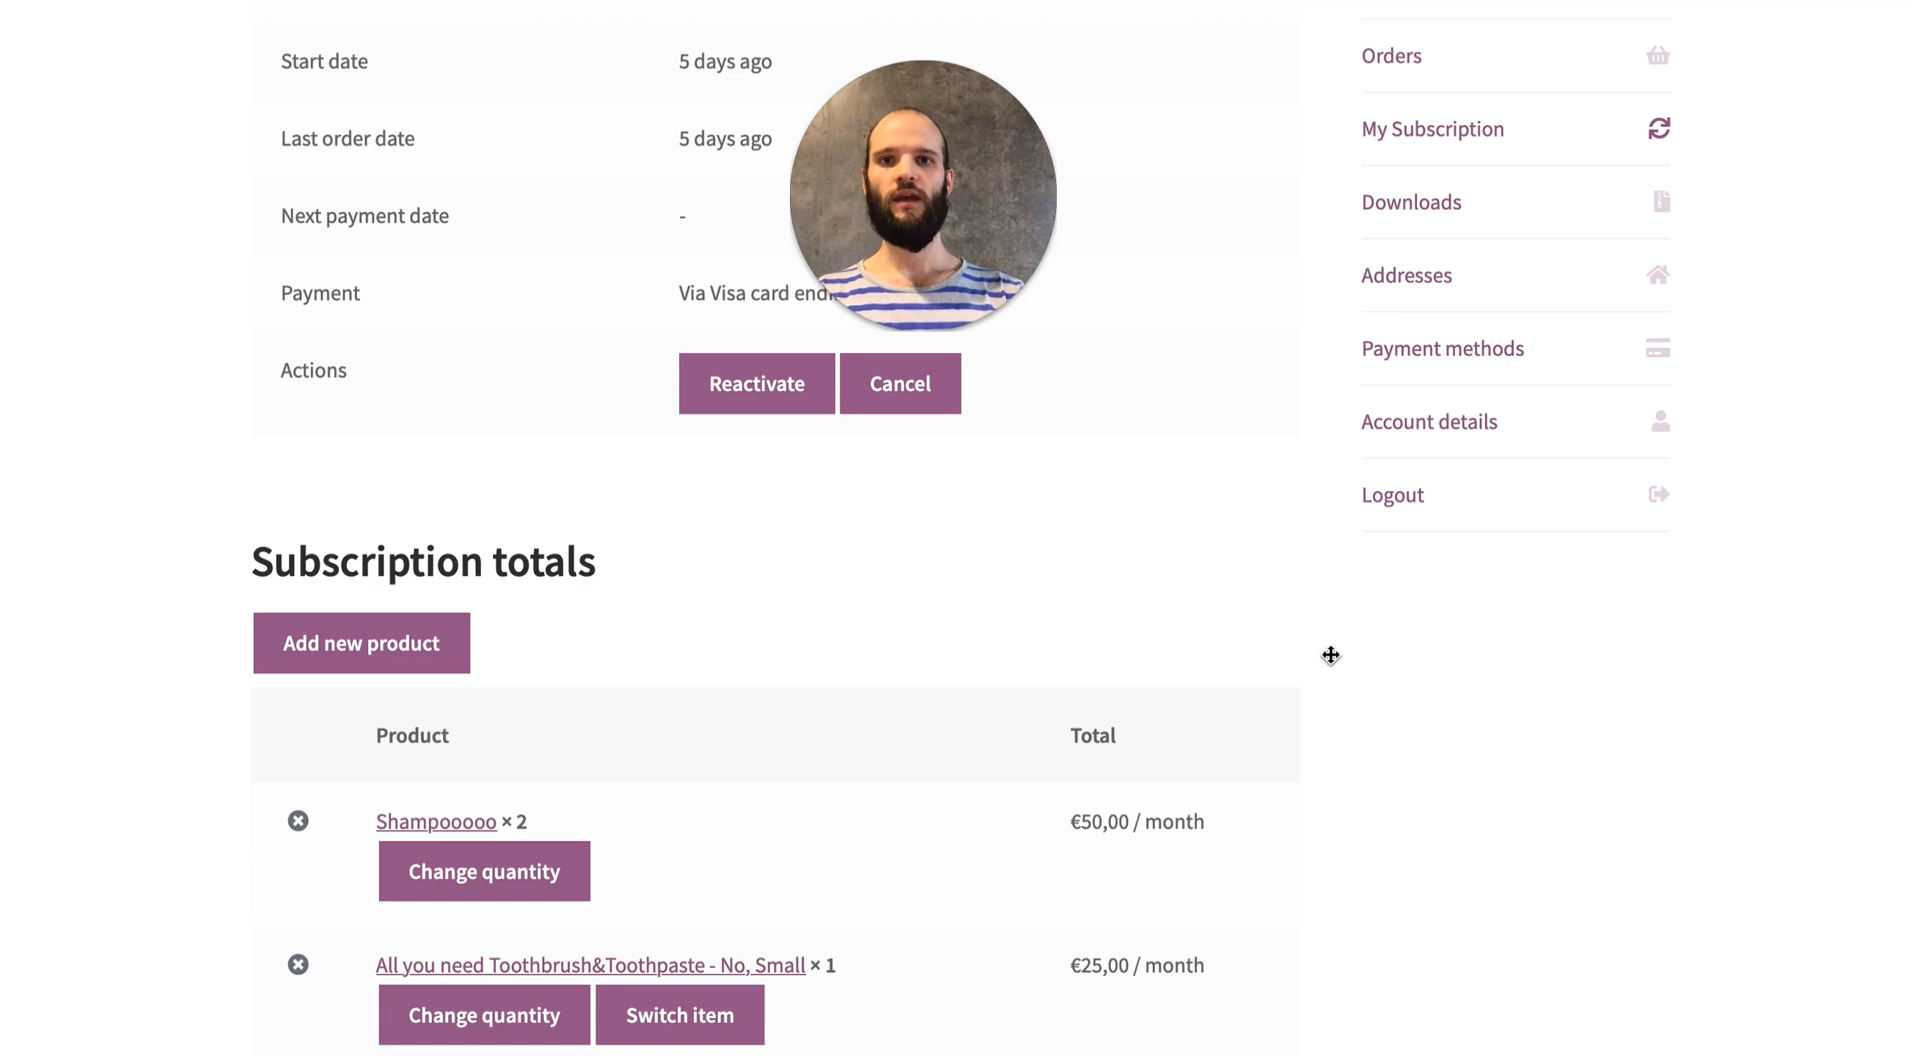 Start date 5 days ago
Last order date 5 days ago
Next payment date -
Payment Via Visa card
Actions Reactivate Cancel
Orders
My Subscription
Downloads
Addresses
Payment methods
Account details
Logout
Subscription totals
Add new product
Product Total
Shampooooo × 2 €50,00 / month
Change quantity
All you need Toothbrush&Toothpaste - No, Small × 1 €25,00 / month
Change quantity Switch item